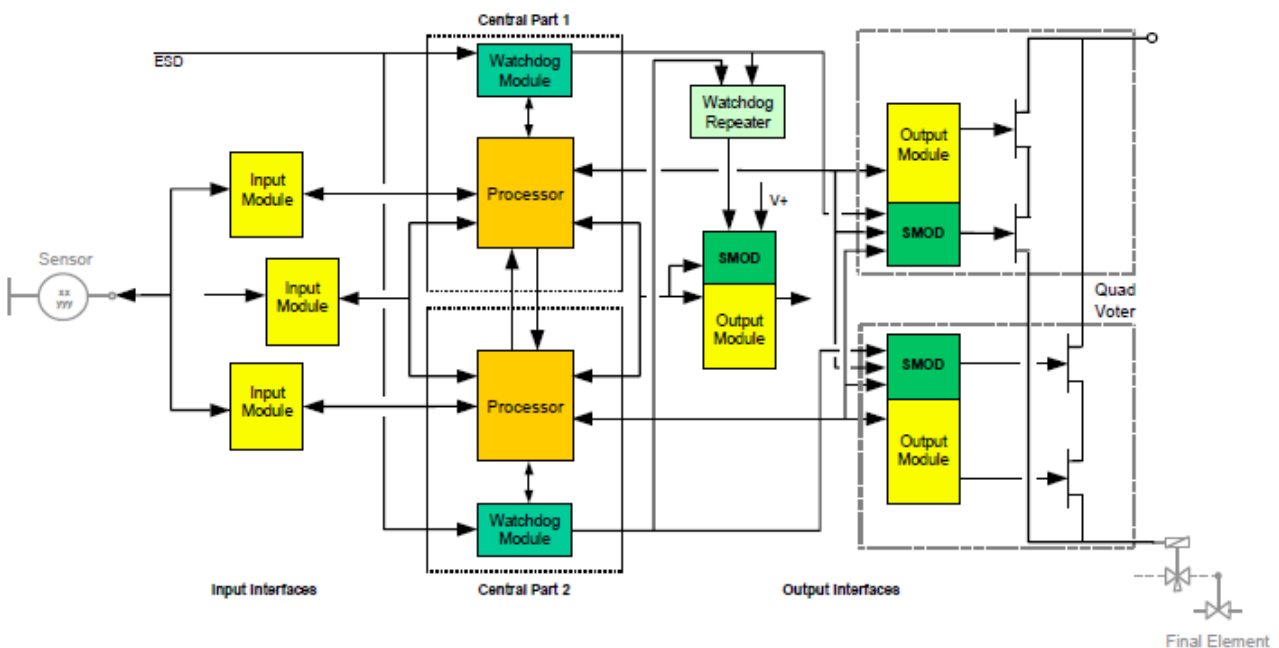 Central Part 1
ESD
Watchdog
Module
Watchdog
Repeater
Output
Module
Input
Module
Processor
V+
SMOD
SMOD
Sensor
xx
yyy
Input
Module
Output
Module
Quad
Voter
Input
Module
Processor
SMOD
Output
Module
Watchdog
Module
Input Interfaces
Central Part 2
Output Interfaces
Final Element